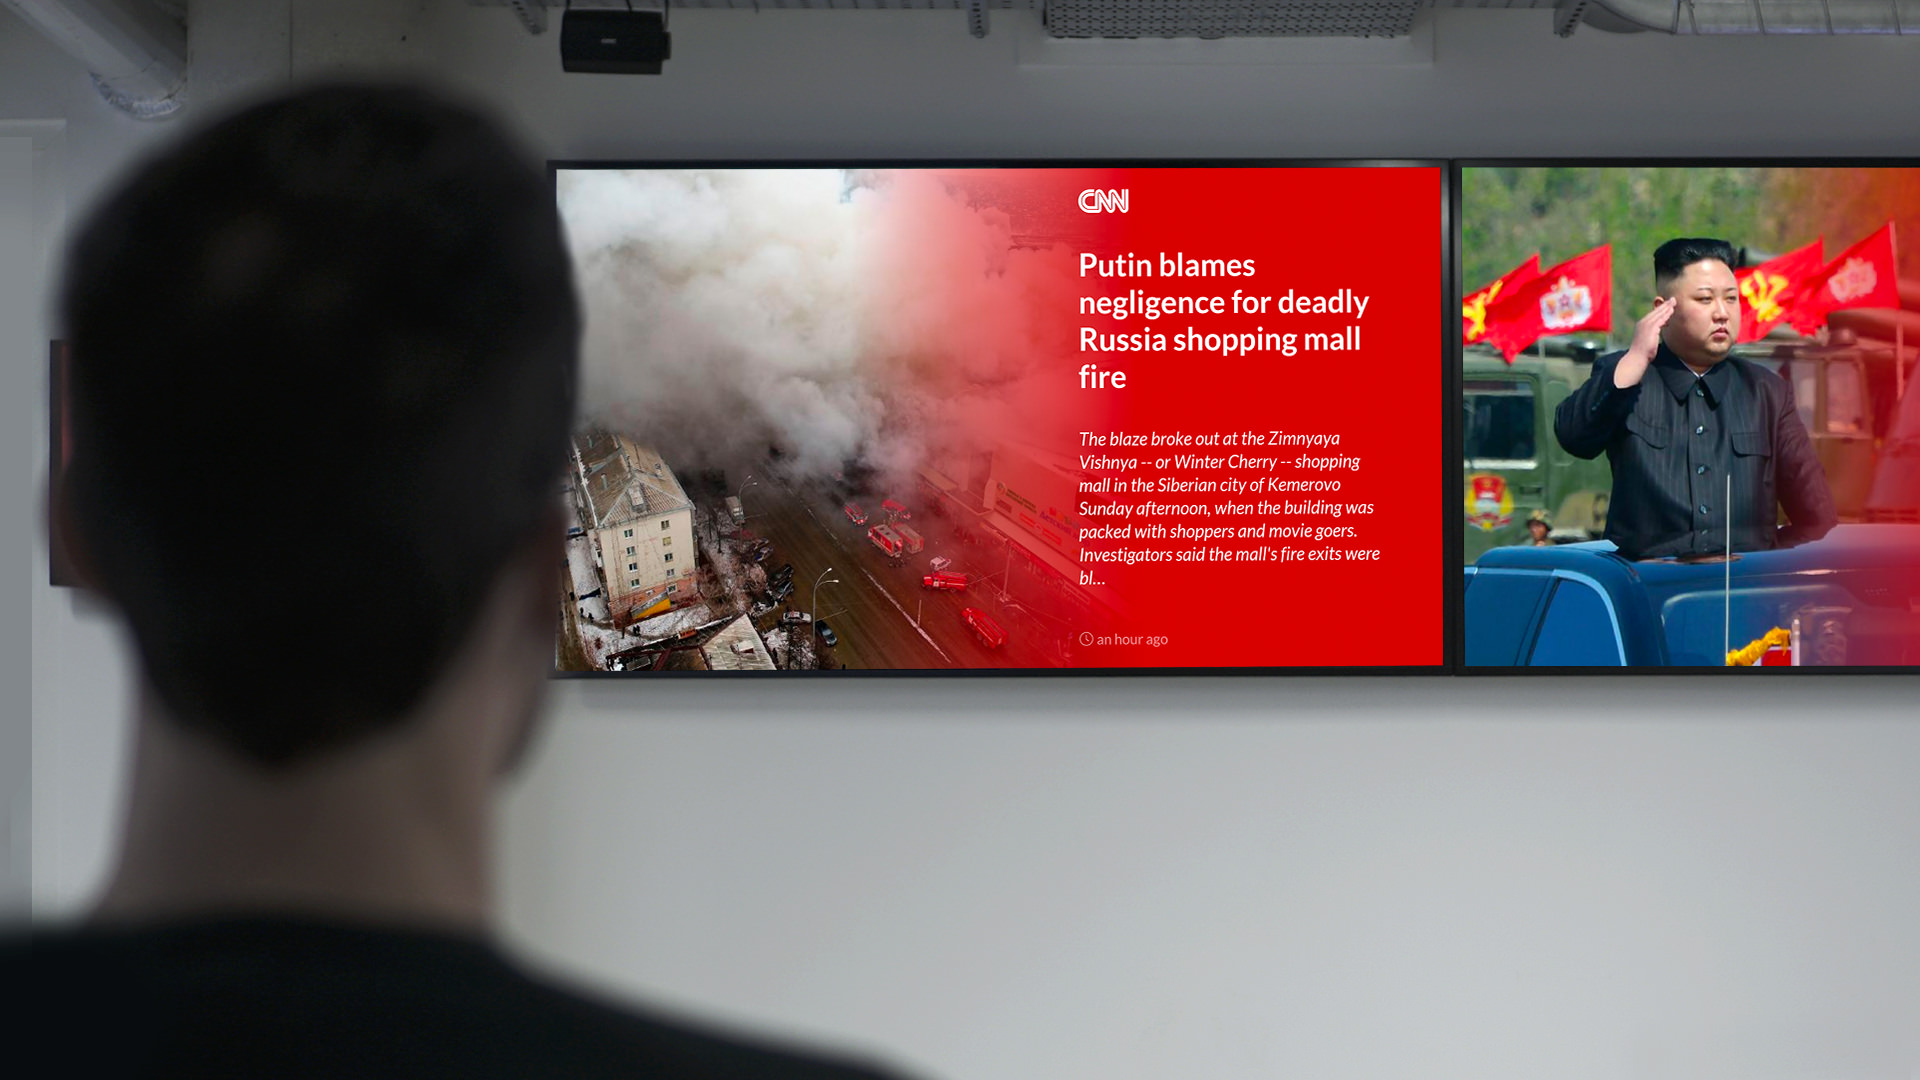 CNN
Putin blames
negligence for deadly
Russia shopping mall
fire
The blaze broke out at the Zimnyaya
Vishnya -- or Winter Cherry -- shopping
mall in the Siberian city of Kemerovo
Sunday afternoon, when the building was
packed with shoppers and movie goers.
Investigators said the mall's fire exits were
bl...
an hour ago